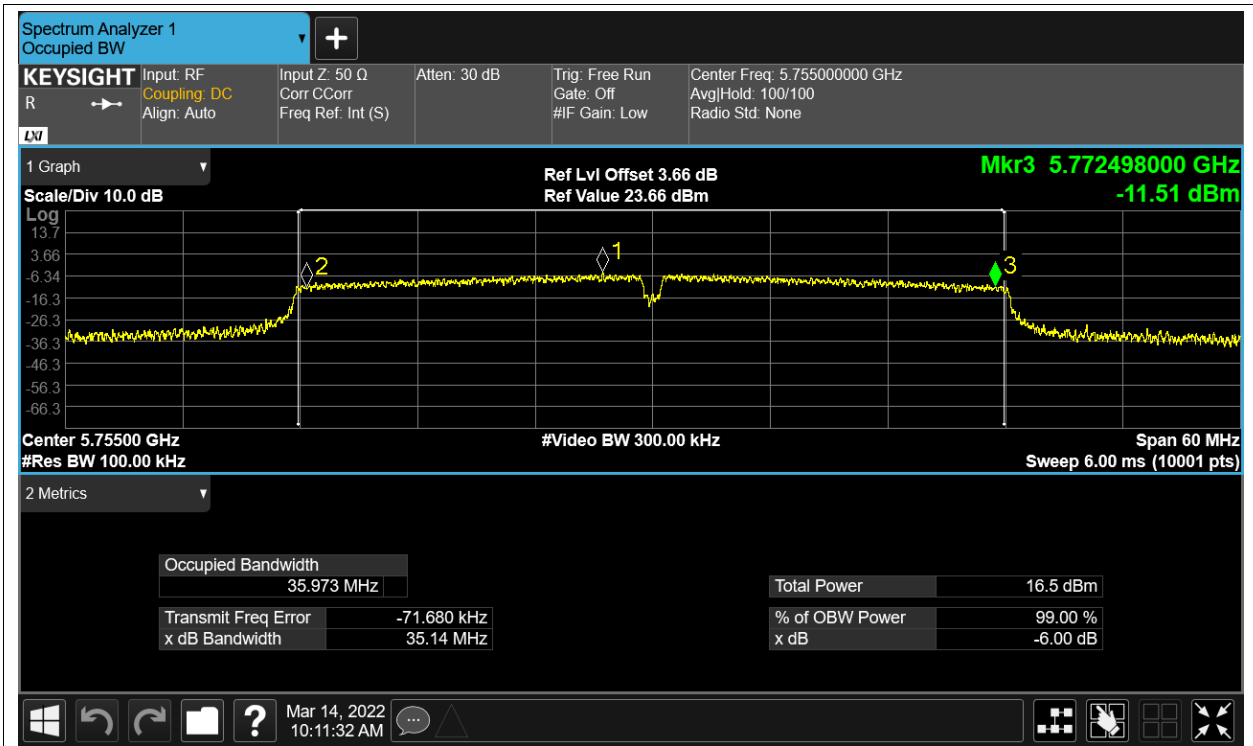 Spectrum Analyzer 1
Occupied BW
+
KEYSIGHT
R
LXI
Input: RF
Coupling: DC
Align: Auto
Input Z: 50 Ω
Corr CCorr
Freq Ref: Int (S)
Atten: 30 dB
Trig: Free Run
Gate: Off
#IF Gain: Low
Center Freq: 5.755000000 GHz
Avg|Hold: 100/100
Radio Std: None
1 Graph
Scale/Div 10.0 dB
Ref Lvl Offset 3.66 dB
Ref Value 23.66 dBm
Mkr3 5.772498000 GHz
-11.51 dBm
Log
13.7
3.66
-6.34
-16.3
-26.3
-36.3
-46.3
-56.3
-66.3
2
1
3
Center 5.75500 GHz
#Res BW 100.00 kHz
#Video BW 300.00 kHz
Span 60 MHz
Sweep 6.00 ms (10001 pts)
2 Metrics
Occupied Bandwidth
35.973 MHz
Total Power 16.5 dBm
Transmit Freq Error -71.680 kHz
% of OBW Power 99.00 %
x dB Bandwidth 35.14 MHz
x dB -6.00 dB
?
Mar 14, 2022
10:11:32 AM